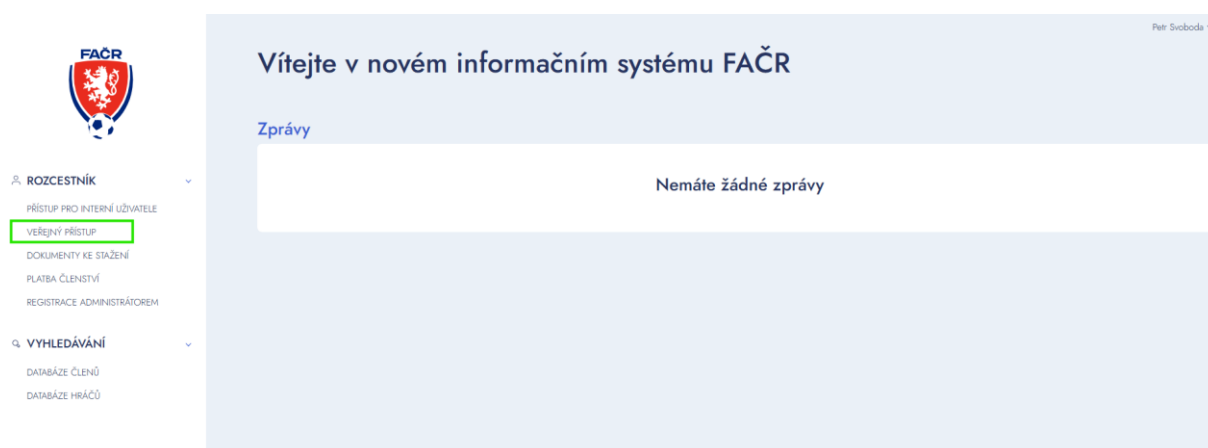 Petr Svoboda
FAČR
Vítejte v novém informačním systému FAČR
Zprávy
Nemáte žádné zprávy
ROZCESTNÍK
PŘÍSTUP PRO INTERNÍ UŽIVATELE
VEŘEJNÝ PŘÍSTUP
DOKUMENTY KE STAŽENÍ
PLATBA ČLENSTVÍ
REGISTRACE ADMINISTRÁTOREM
VYHLEDÁVÁNÍ
DATABÁZE ČLENŮ
DATABÁZE HRÁČŮ